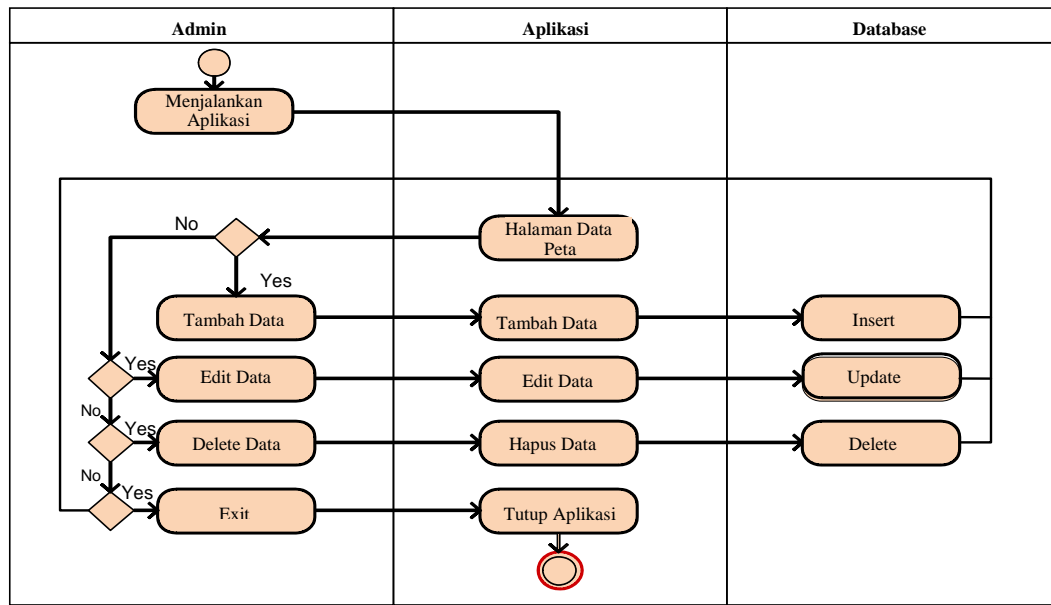 Admin
Aplikasi
Database
Menjalankan
Aplikasi
Halaman Data
Peta
No
Yes
Tambah Data
Tambah Data
Insert
Yes
Edit Data
Edit Data
Update
No
Yes
Delete Data
Hapus Data
Delete
No
Yes
Exit
Tutup Aplikasi